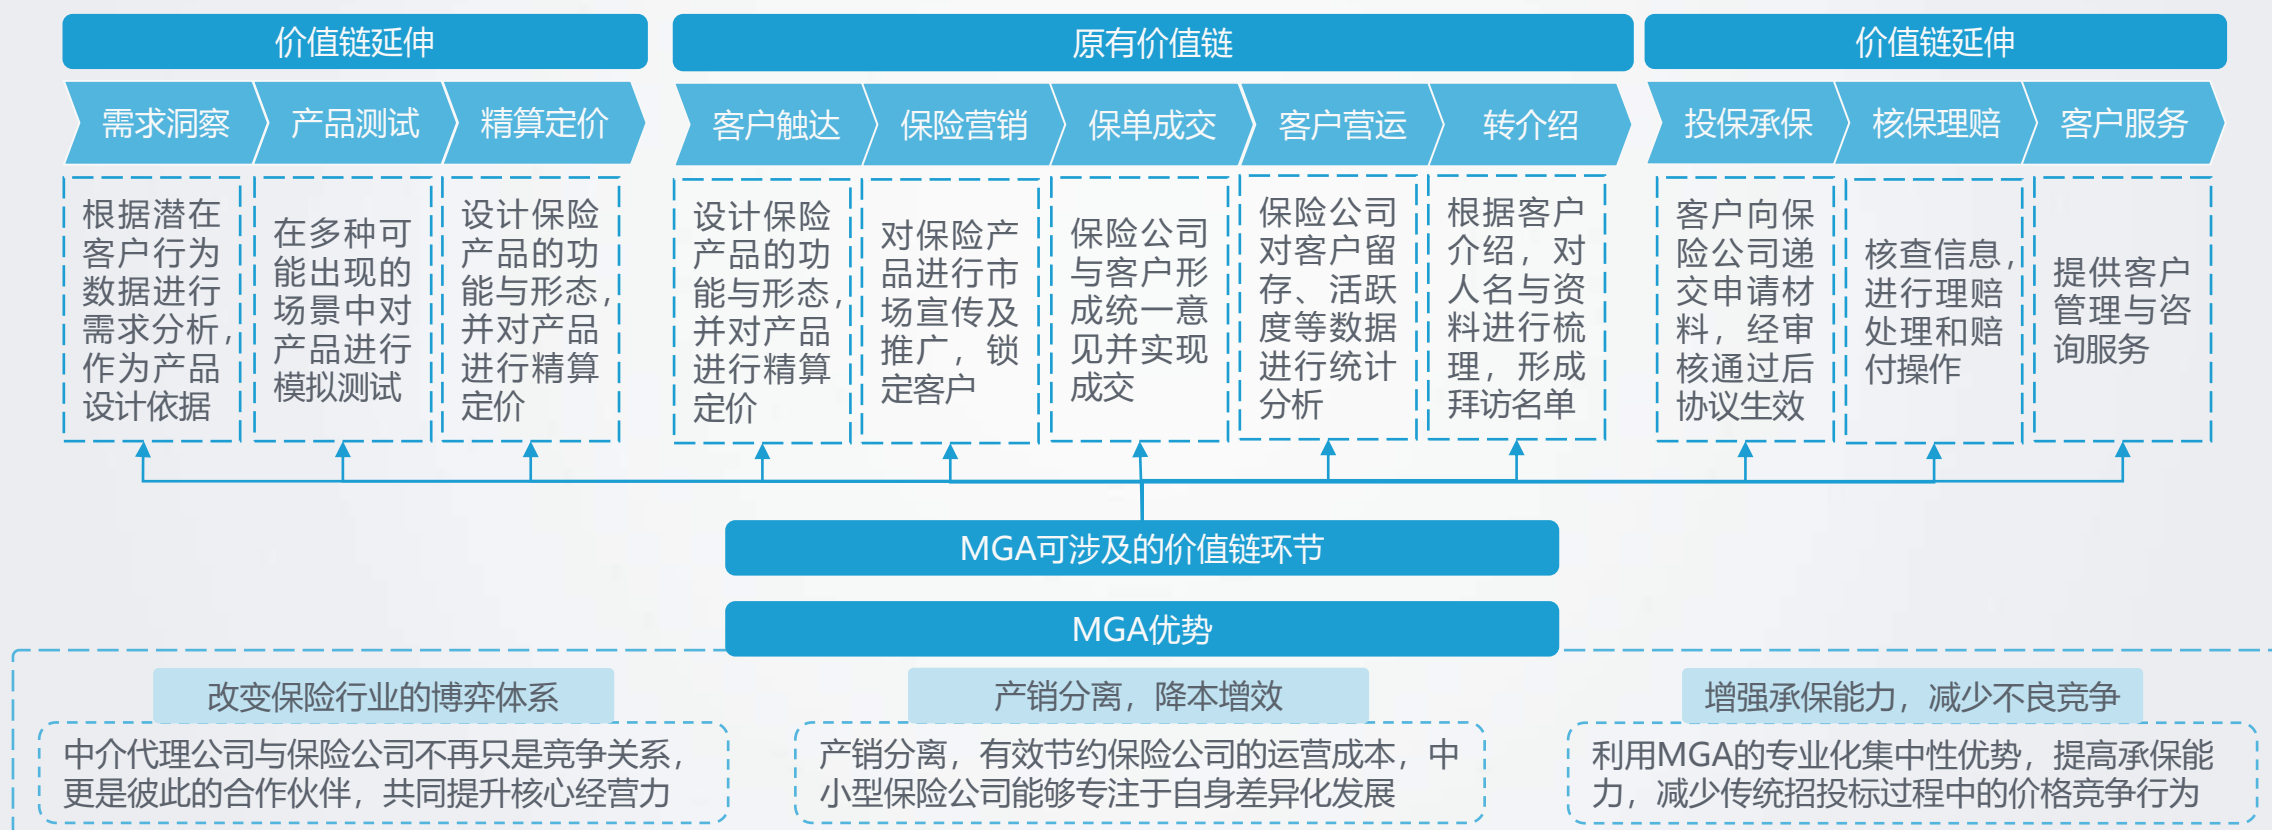 价值链延伸
原有价值链
价值链延伸
需求洞察
产品测试
精算定价
客户触达
保险营销
保单成交
客户营运
转介绍
投保承保
核保理赔
客户服务
根据潜在
客户行为
数据进行
需求分析,
作为产品
设计依据
在多种可
能出现的
场景中对
产品进行
模拟测试
设计保险
产品的功
能与形态,
并对产品
进行精算
定价
设计保险
产品的功
能与形态,
并对产品
进行精算
定价
对保险产
品进行市
场宣传及
推广，锁
定客户
保险公司
与客户形
成统一意
见并实现
成交
保险公司
对客户留
存、活跃
度等数据
进行统计
分析
根据客户
介绍，对
人名与资
料进行梳
理，形成
拜访名单
客户向保
险公司递
交申请材
料，经审
核通过后
协议生效
核查信息,
进行理赔
处理和赔
付操作
提供客户
管理与咨
询服务
MGA可涉及的价值链环节
MGA优势
改变保险行业的博弈体系
中介代理公司与保险公司不再只是竞争关系，
更是彼此的合作伙伴，共同提升核心经营力
产销分离，降本增效
产销分离，有效节约保险公司的运营成本，中
小型保险公司能够专注于自身差异化发展
增强承保能力，减少不良竞争
利用MGA的专业化集中性优势，提高承保能
力，减少传统招投标过程中的价格竞争行为